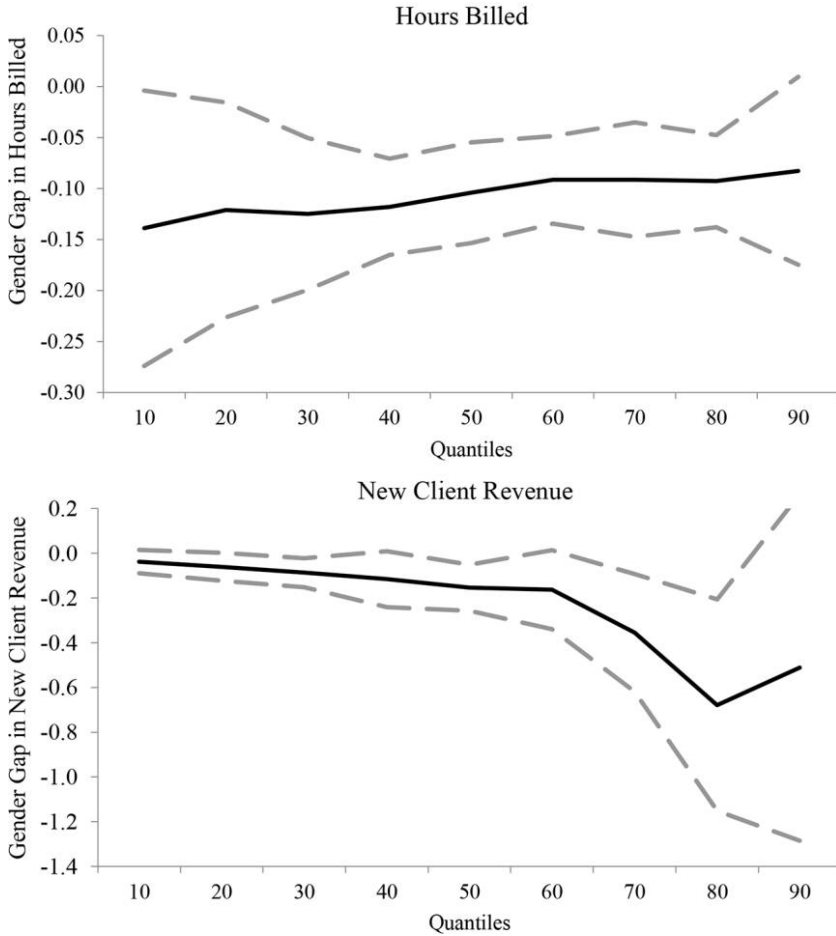 Hours Billed
Gender Gap in Hours Billed
0.05
0.00
-0.05
-0.10
-0.15
-0.20
-0.25
-0.30
10 20 30 40 50 60 70 80 90
Quantiles
New Client Revenue
Gender Gap in New Client Revenue
0.2
0.0
-0.2
-0.4
-0.6
-0.8
-1.0
-1.2
-1.4
10 20 30 40 50 60 70 80 90
Quantiles